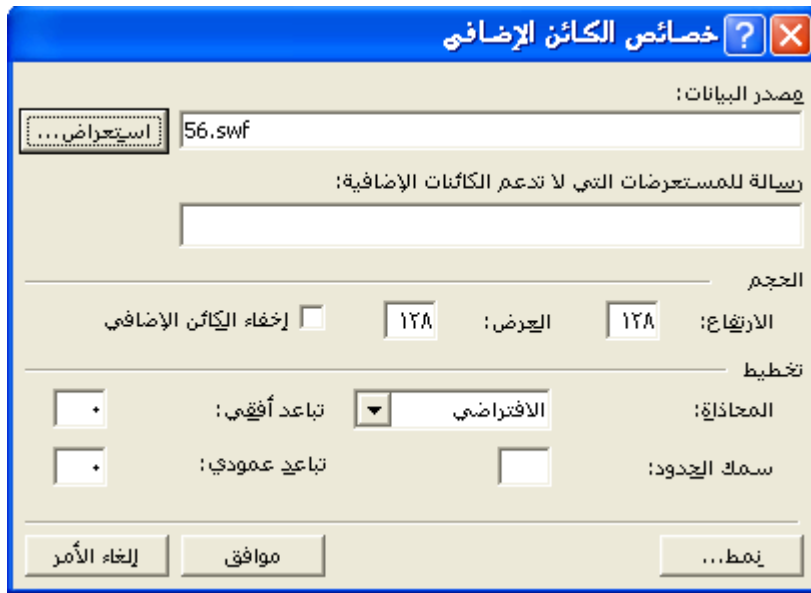 خصائص الكائن الإضافي
مصدر البيانات:
56.swf استعراض...
رسالة للمستعرضات التي لا تدعم الكائنات الإضافية:
الحجم
الارتفاع: ١٢٨ العرض: ١٢٨ إخفاء الكائن الإضافي
تخطيط
المحاذاة: الافتراضي تباعد أفقي: ٠
سمك الحدود: تباعد عمودي: ٠
نمط... موافق إلغاء الأمر